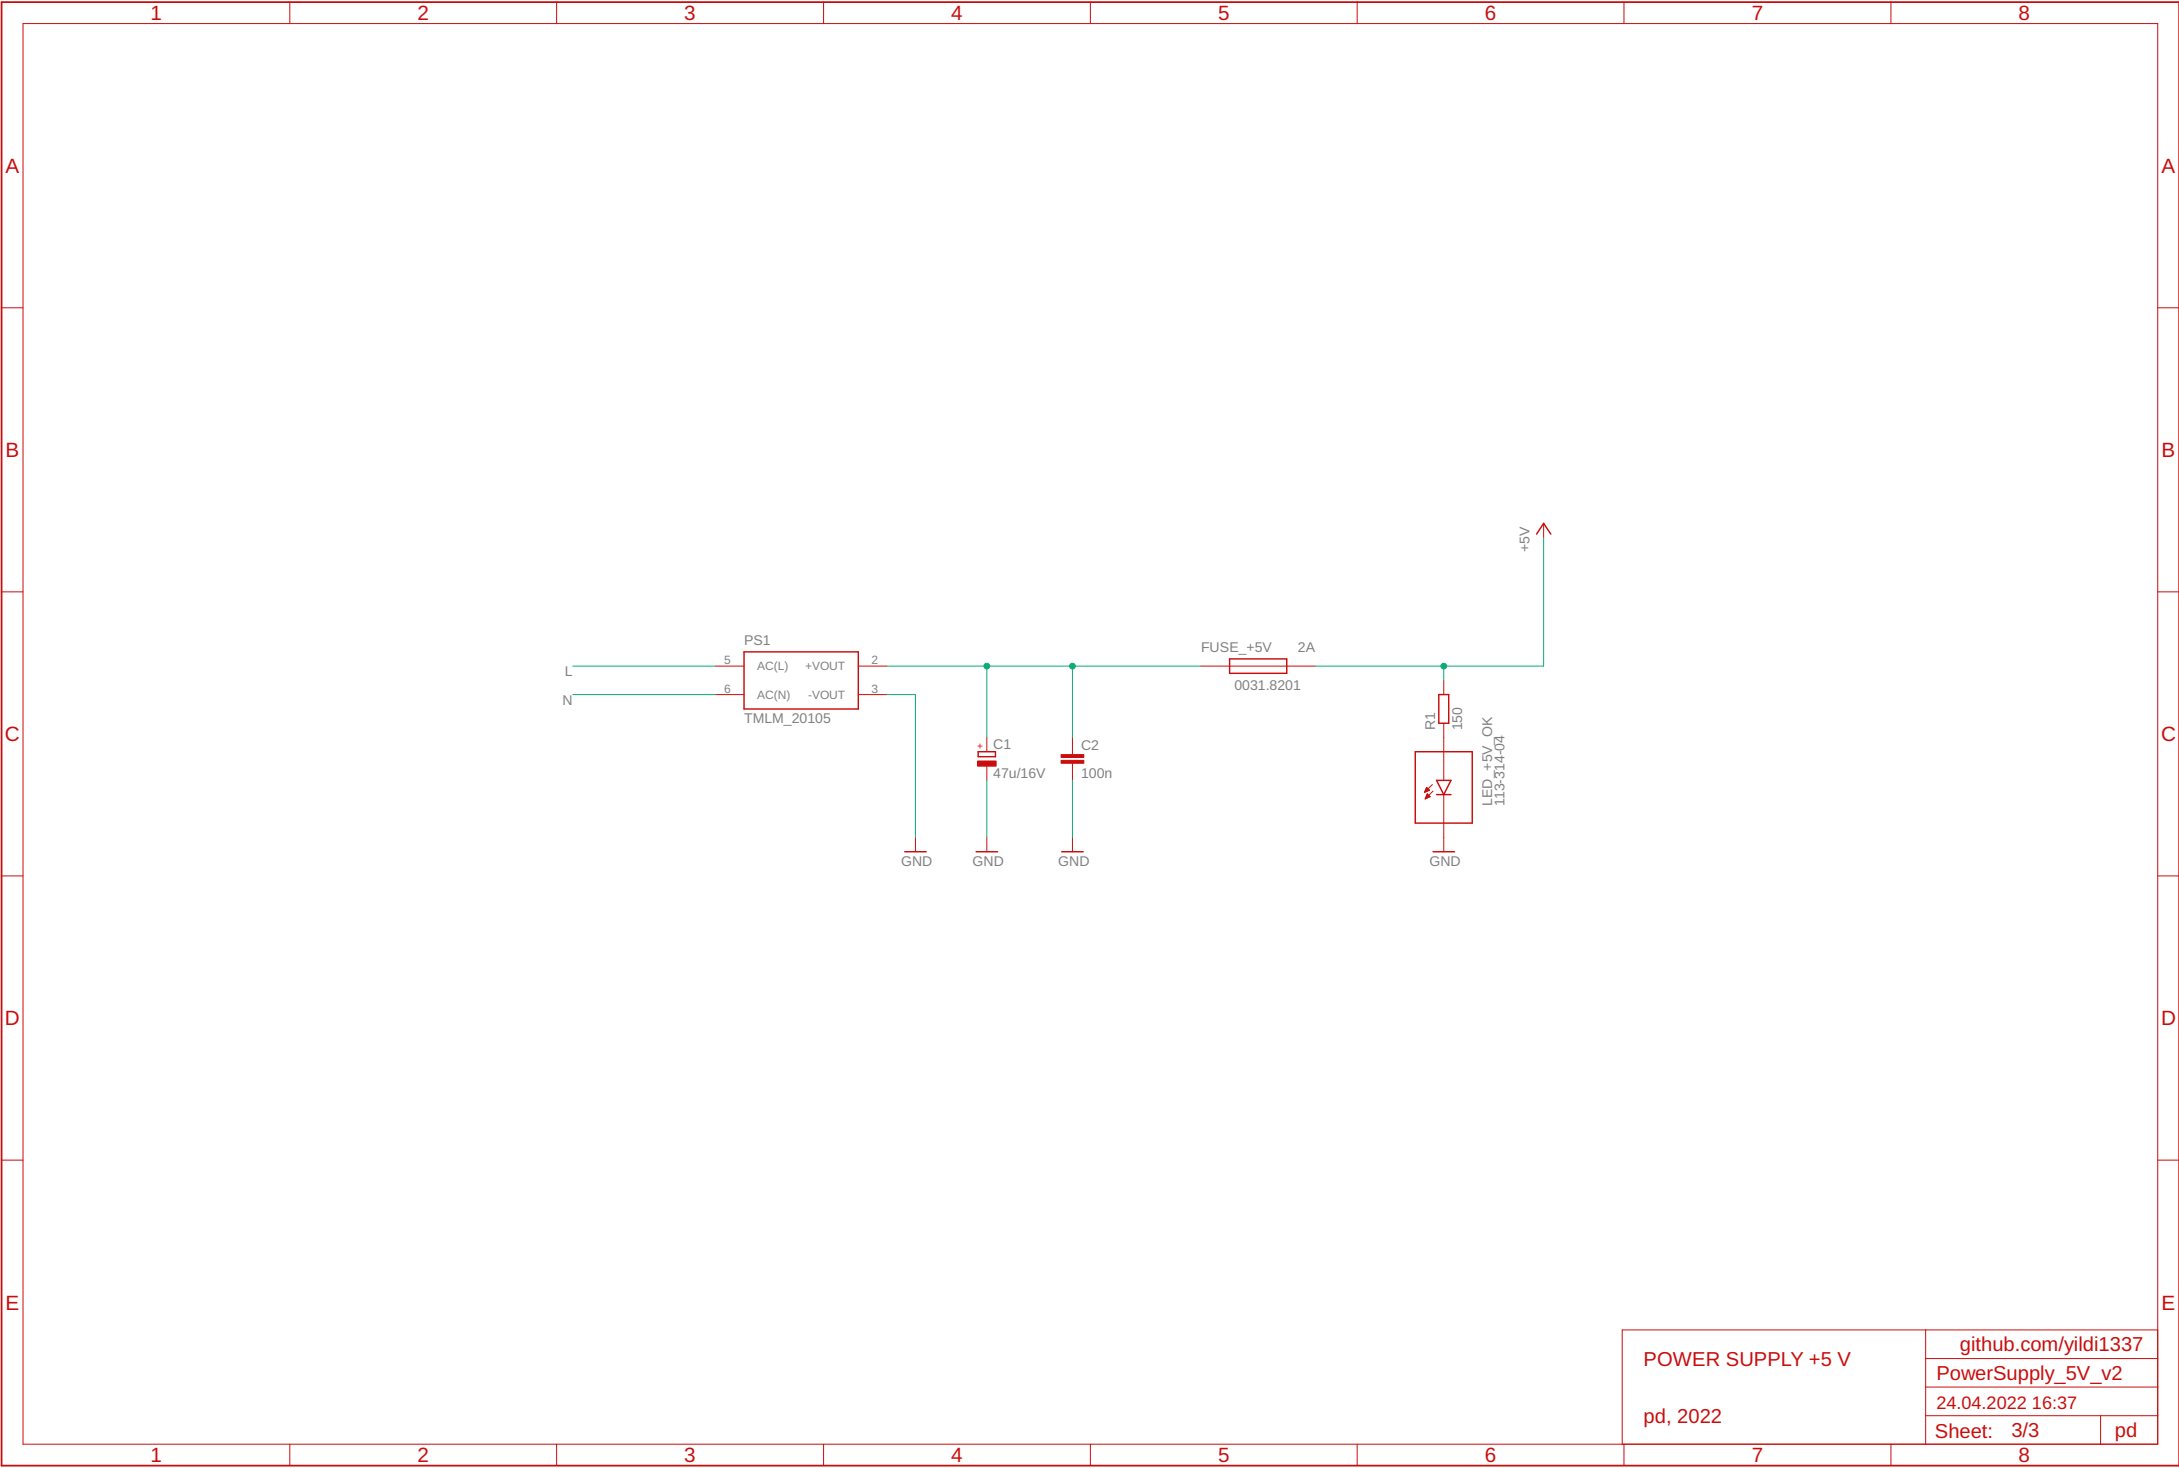 1 2 3 4 5 6 7 8
A A
B B
+5V
PS1
FUSE_+5V 2A
L 5 AC(L) +VOUT 2
0031.8201
N 6 AC(N) -VOUT 3
TMLM_20105
R1 150
C C
LED_+5V_OK
113-314-04
+ C1
47u/16V
C2
100n
GND GND GND GND
D D
E E
POWER SUPPLY +5 V
pd, 2022
github.com/yildi1337
PowerSupply_5V_v2
24.04.2022 16:37
Sheet: 3/3 pd
1 2 3 4 5 6 7 8